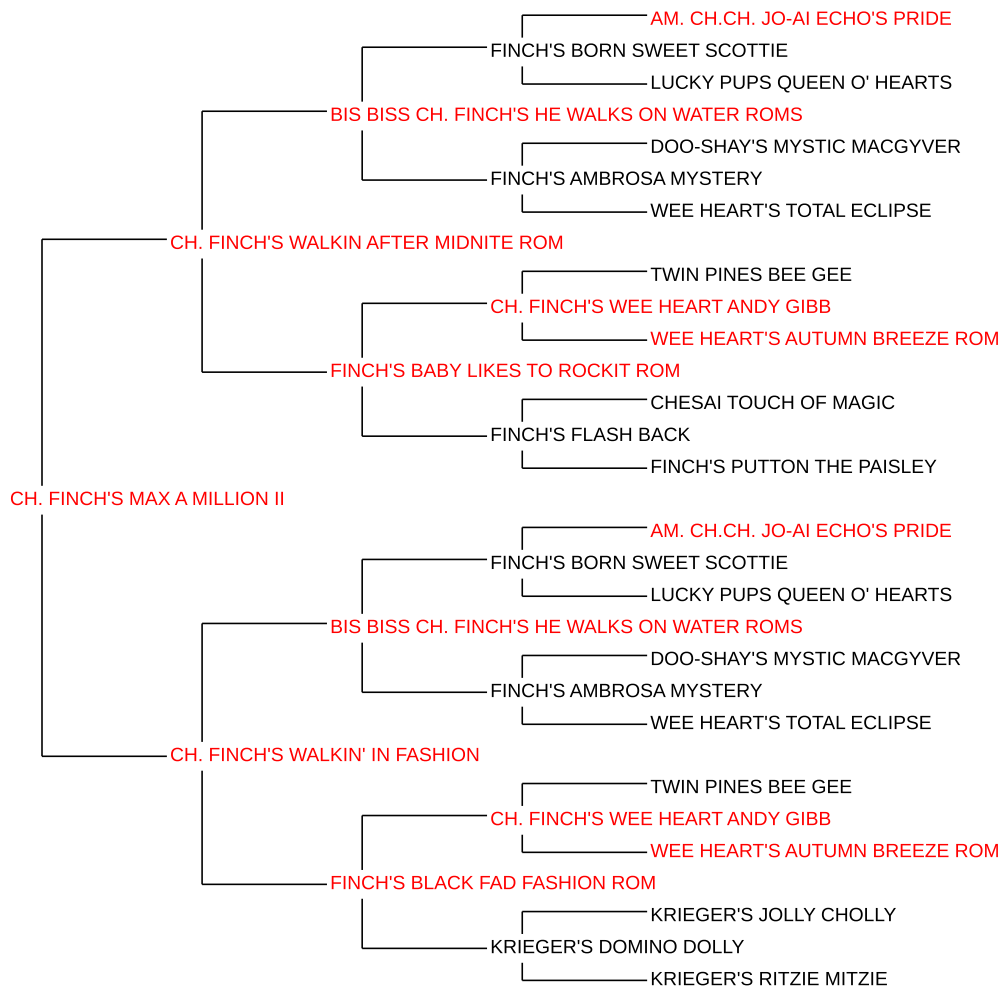 AM. CH.CH. JO-AI ECHO'S PRIDE
FINCH'S BORN SWEET SCOTTIE
LUCKY PUPS QUEEN O' HEARTS
BIS BISS CH. FINCH'S HE WALKS ON WATER ROMS
DOO-SHAY'S MYSTIC MACGYVER
FINCH'S AMBROSA MYSTERY
WEE HEART'S TOTAL ECLIPSE
CH. FINCH'S WALKIN AFTER MIDNITE ROM
TWIN PINES BEE GEE
CH. FINCH'S WEE HEART ANDY GIBB
WEE HEART'S AUTUMN BREEZE ROM
FINCH'S BABY LIKES TO ROCKIT ROM
CHESAI TOUCH OF MAGIC
FINCH'S FLASH BACK
FINCH'S PUTTON THE PAISLEY
CH. FINCH'S MAX A MILLION II
AM. CH.CH. JO-AI ECHO'S PRIDE
FINCH'S BORN SWEET SCOTTIE
LUCKY PUPS QUEEN O' HEARTS
BIS BISS CH. FINCH'S HE WALKS ON WATER ROMS
DOO-SHAY'S MYSTIC MACGYVER
FINCH'S AMBROSA MYSTERY
WEE HEART'S TOTAL ECLIPSE
CH. FINCH'S WALKIN' IN FASHION
TWIN PINES BEE GEE
CH. FINCH'S WEE HEART ANDY GIBB
WEE HEART'S AUTUMN BREEZE ROM
FINCH'S BLACK FAD FASHION ROM
KRIEGER'S JOLLY CHOLLY
KRIEGER'S DOMINO DOLLY
KRIEGER'S RITZIE MITZIE